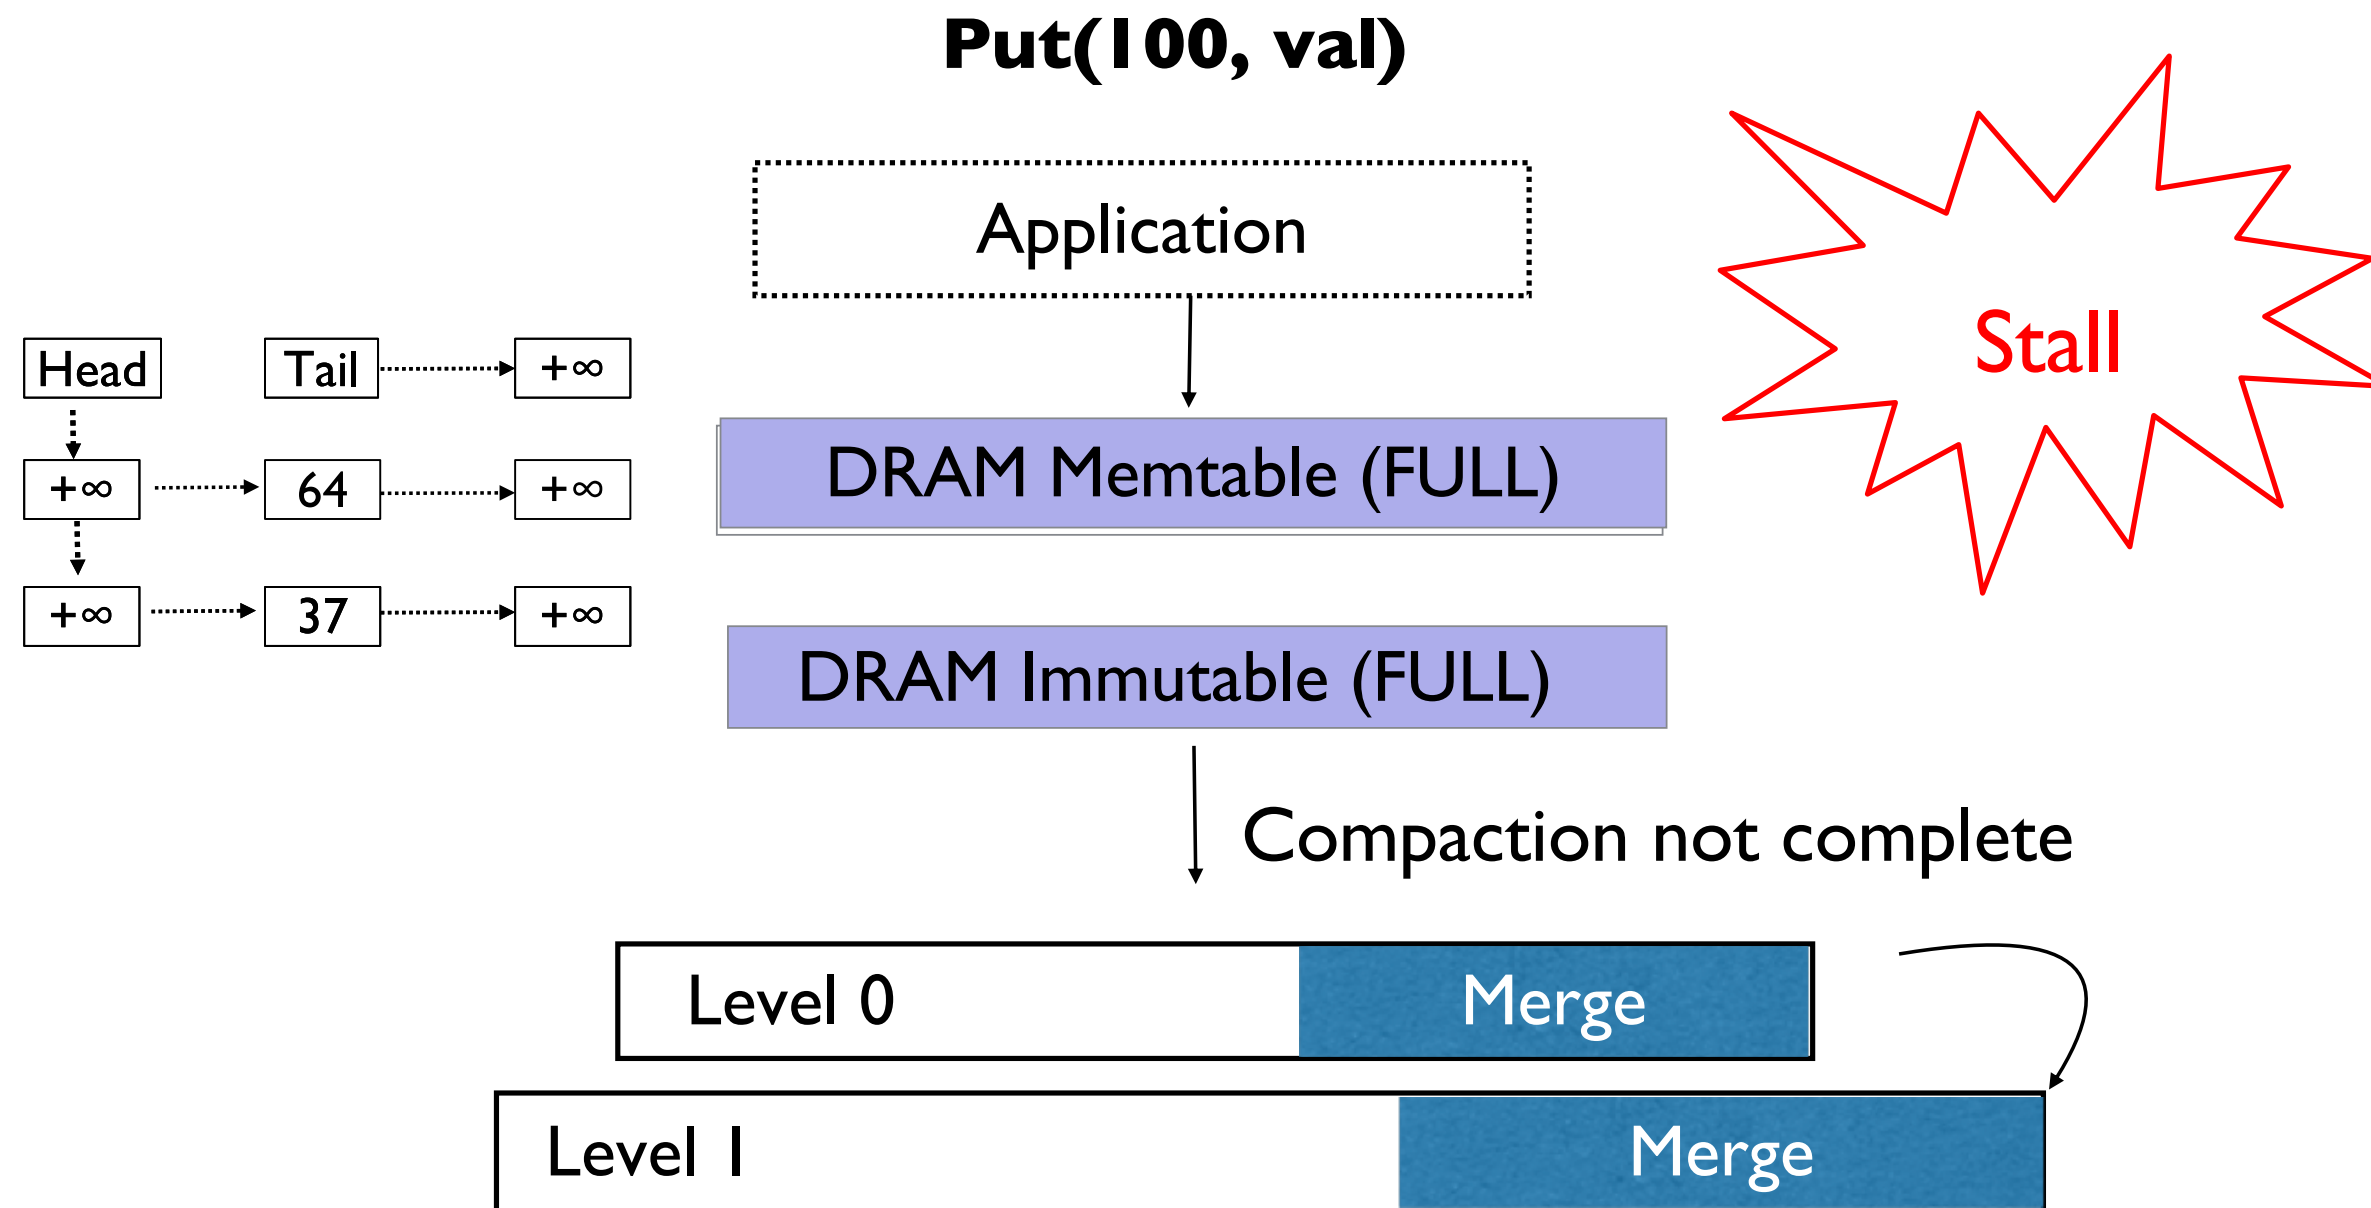 Put(100, val)
Application
Stall
Head Tail +∞
+∞ 64 +∞
+∞ 37 +∞
DRAM Memtable (FULL)
DRAM Immutable (FULL)
Compaction not complete
Level 0 Merge
Level 1 Merge